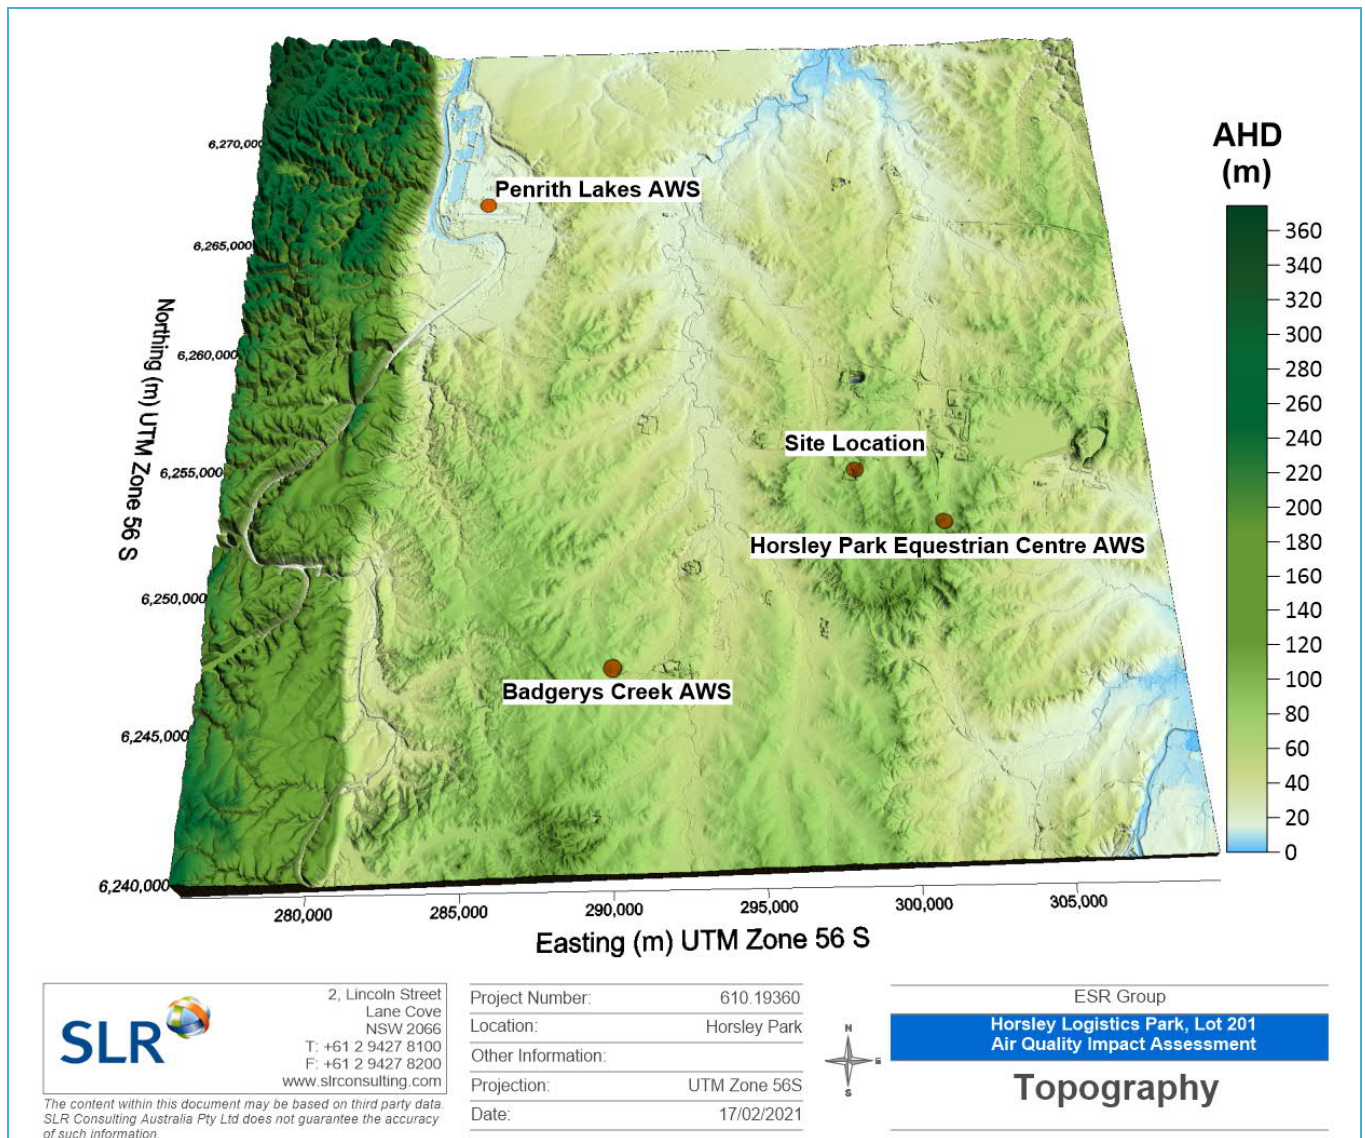 AHD
(m)
360
340
320
300
280
260
240
220
200
180
160
140
120
100
80
60
40
20
0
6,270,000
6,265,000
6,260,000
6,255,000
6,250,000
6,245,000
6,240,000
Northing (m) UTM Zone 56 S
Penrith Lakes AWS
Site Location
Horsley Park Equestrian Centre AWS
Badgerys Creek AWS
280,000
285,000
290,000
295,000
300,000
305,000
Easting (m) UTM Zone 56 S
SLR
2, Lincoln Street
Lane Cove
NSW 2066
T: +61 2 9427 8100
F: +61 2 9427 8200
www.slrconsulting.com
The content within this document may be based on third party data.
SLR Consulting Australia Pty Ltd does not guarantee the accuracy
of such information.
Project Number: 610.19360
Location: Horsley Park
Other Information:
Projection: UTM Zone 56S
Date: 17/02/2021
N
E
S
ESR Group
Horsley Logistics Park, Lot 201
Air Quality Impact Assessment
Topography